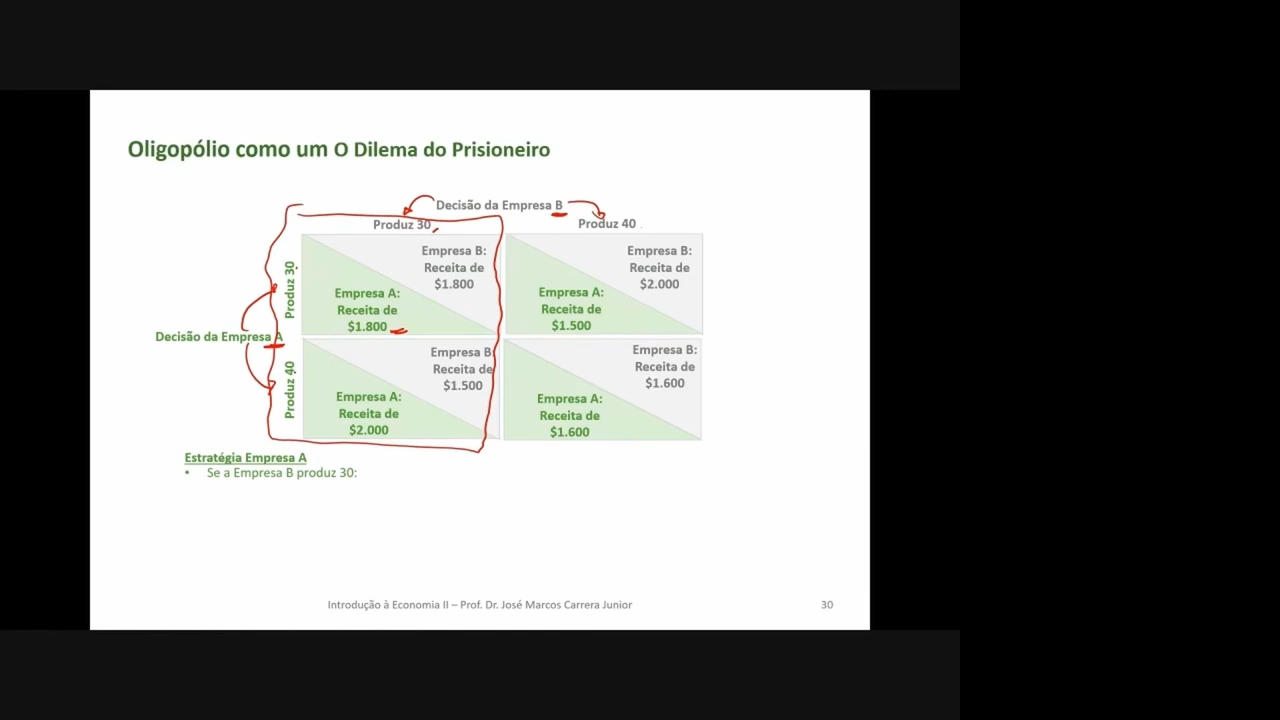 Oligopólio como um O Dilema do Prisioneiro
Decisão da Empresa B
Produz 30
Produz 40
Produz 30
Empresa B:
Receita de
$1.800
Empresa A:
Receita de
$1.800
Empresa B:
Receita de
$2.000
Empresa A:
Receita de
$1.500
Decisão da Empresa A
Produz 40
Empresa B:
Receita de
$1.500
Empresa A:
Receita de
$2.000
Empresa B:
Receita de
$1.600
Empresa A:
Receita de
$1.600
Estratégia Empresa A
• Se a Empresa B produz 30:
Introdução à Economia II – Prof. Dr. José Marcos Carrera Junior
30